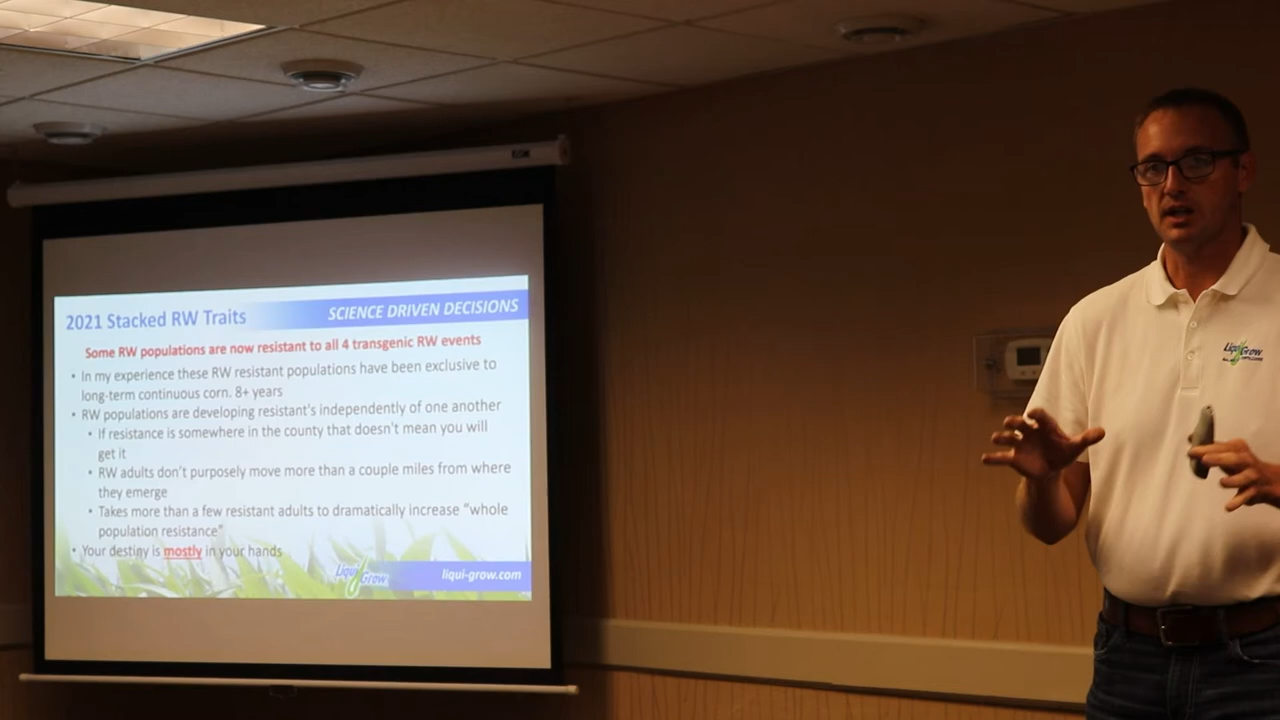 2021 Stacked RW Traits
SCIENCE DRIVEN DECISIONS
Some RW populations are now resistant to all 4 transgenic RW events
• In my experience these RW resistant populations have been exclusive to
long-term continuous corn. 8+ years
• RW populations are developing resistant's independently of one another
• If resistance is somewhere in the county that doesn't mean you will
get it
• RW adults don't purposely move more than a couple miles from where
they emerge
• Takes more than a few resistant adults to dramatically increase "whole
population resistance"
• Your destiny is mostly in your hands
Liqui Grow
liqui-grow.com
Liqui Grow